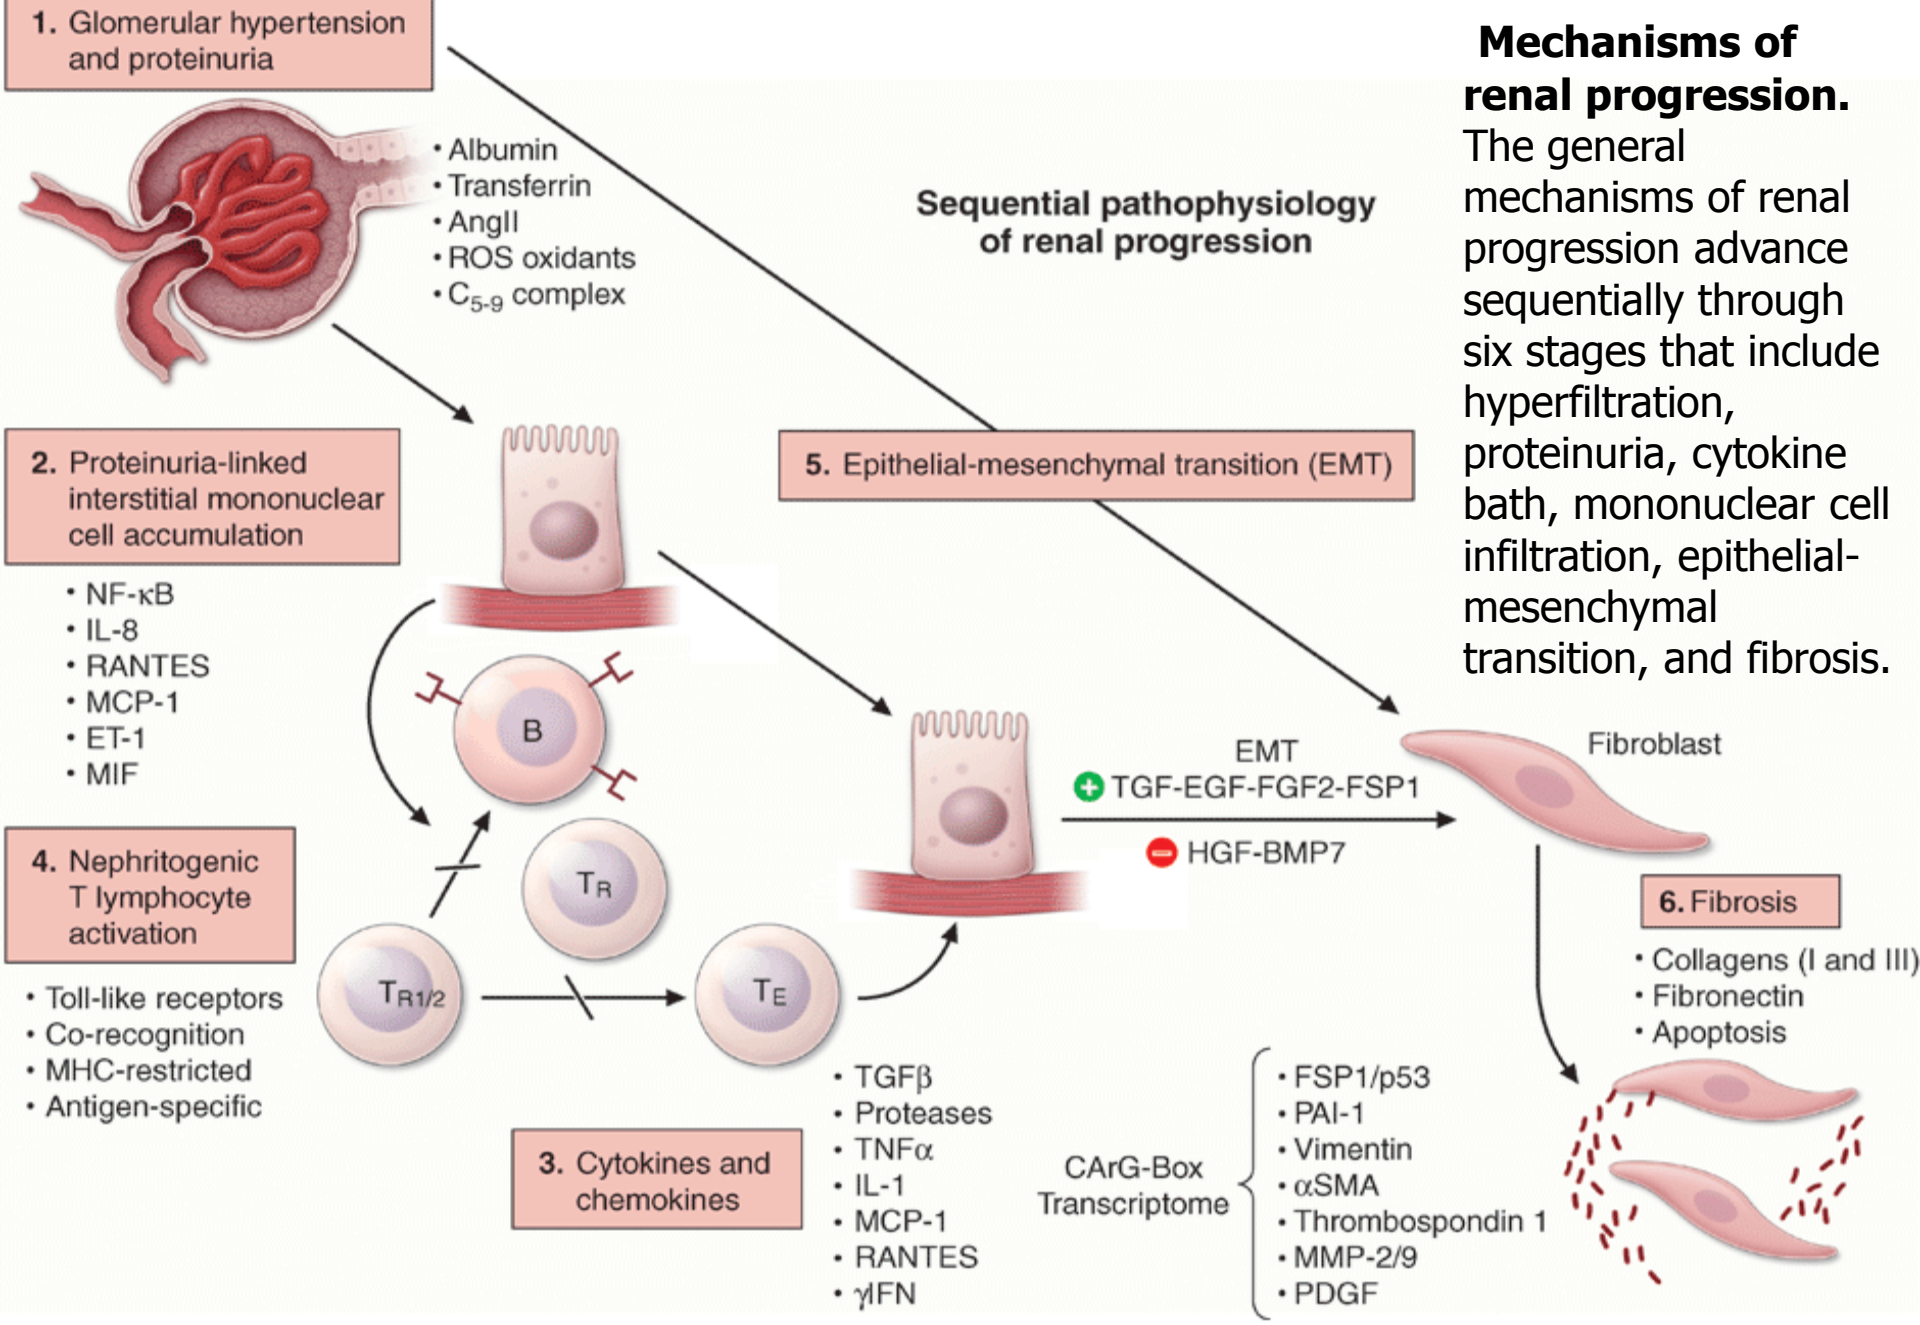 1. Glomerular hypertension
and proteinuria
• Albumin
• Transferrin
• AngII
• ROS oxidants
• C5-9 complex
Sequential pathophysiology
of renal progression
Mechanisms of
renal progression.
The general
mechanisms of renal
progression advance
sequentially through
six stages that include
hyperfiltration,
proteinuria, cytokine
bath, mononuclear cell
infiltration, epithelial-
mesenchymal
transition, and fibrosis.
2. Proteinuria-linked
interstitial mononuclear
cell accumulation
• NF-κB
• IL-8
• RANTES
• MCP-1
• ET-1
• MIF
5. Epithelial-mesenchymal transition (EMT)
B
TR
TR1/2
TE
4. Nephritogenic
T lymphocyte
activation
• Toll-like receptors
• Co-recognition
• MHC-restricted
• Antigen-specific
EMT
+ TGF-EGF-FGF2-FSP1
− HGF-BMP7
Fibroblast
6. Fibrosis
• Collagens (I and III)
• Fibronectin
• Apoptosis
3. Cytokines and
chemokines
• TGFβ
• Proteases
• TNFα
• IL-1
• MCP-1
• RANTES
• γIFN
CArG-Box
Transcriptome
• FSP1/p53
• PAI-1
• Vimentin
• αSMA
• Thrombospondin 1
• MMP-2/9
• PDGF